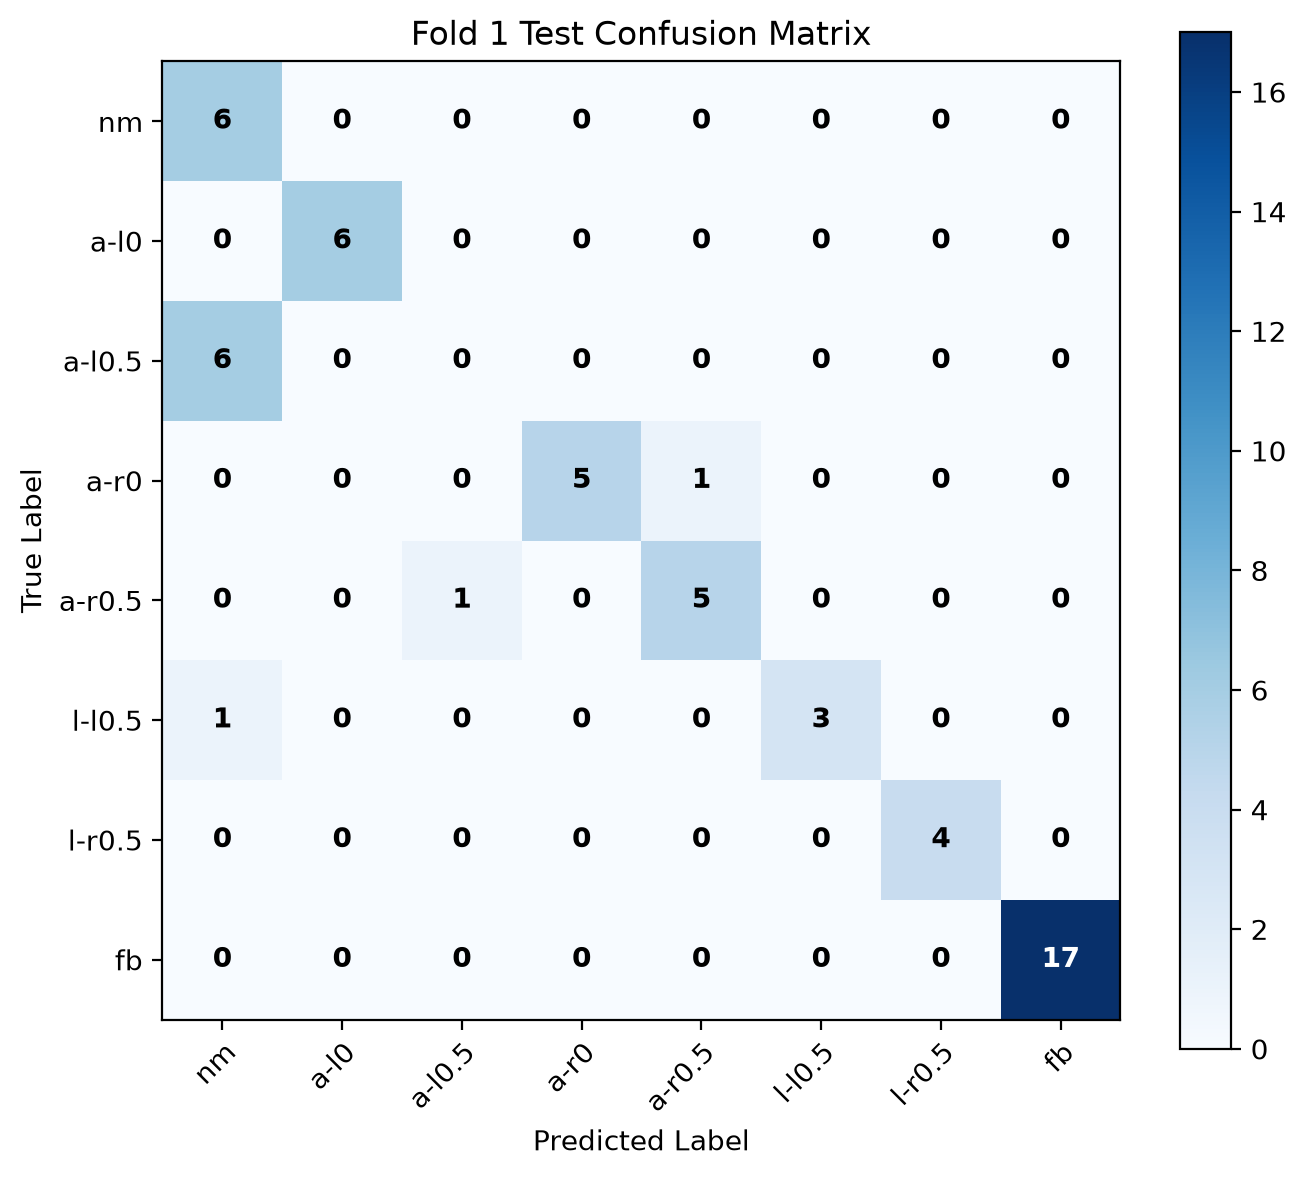 Fold 1 Test Confusion Matrix
True Label
nm 6 0 0 0 0 0 0 0
a-l0 0 6 0 0 0 0 0 0
a-l0.5 6 0 0 0 0 0 0 0
a-r0 0 0 0 5 1 0 0 0
a-r0.5 0 0 1 0 5 0 0 0
l-l0.5 1 0 0 0 0 3 0 0
l-r0.5 0 0 0 0 0 0 4 0
fb 0 0 0 0 0 0 0 17
nm a-l0 a-l0.5 a-r0 a-r0.5 l-l0.5 l-r0.5 fb
Predicted Label
16
14
12
10
8
6
4
2
0